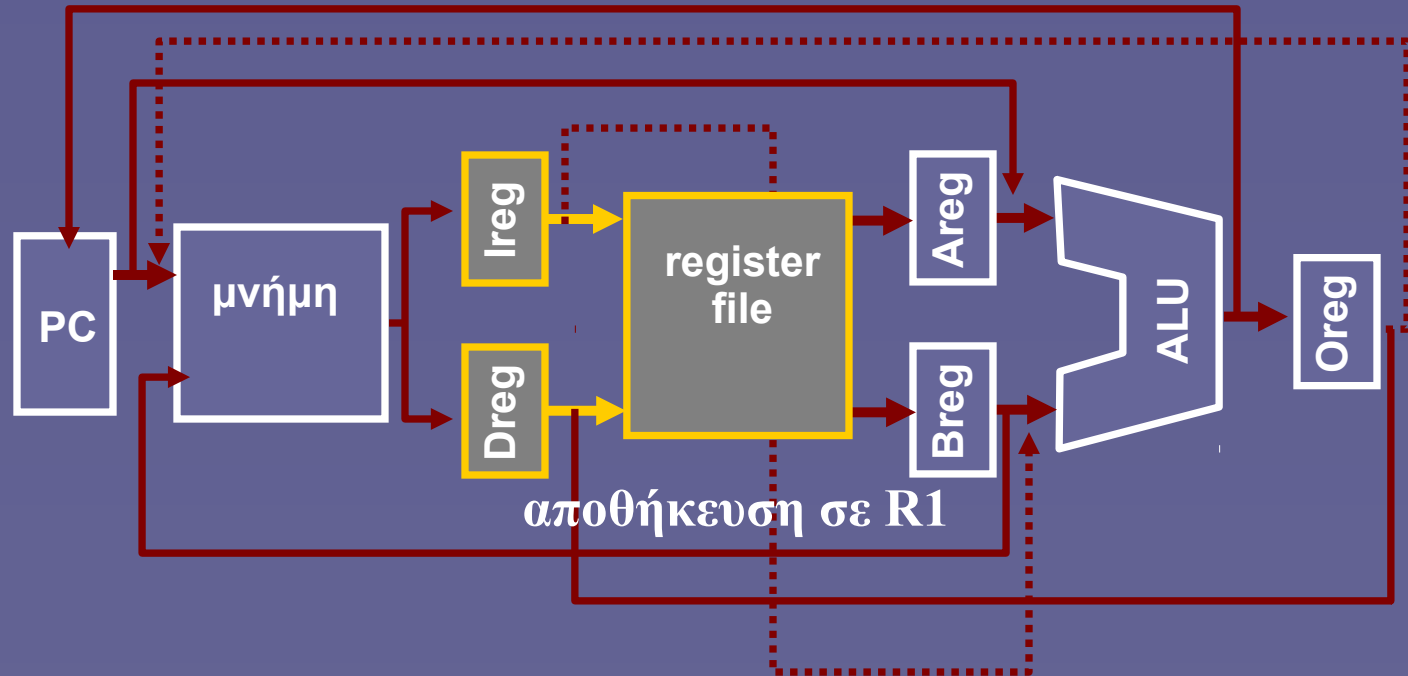 PC
μνήμη
Ireg
Dreg
register
file
Areg
Breg
ALU
Oreg
αποθήκευση σε R1